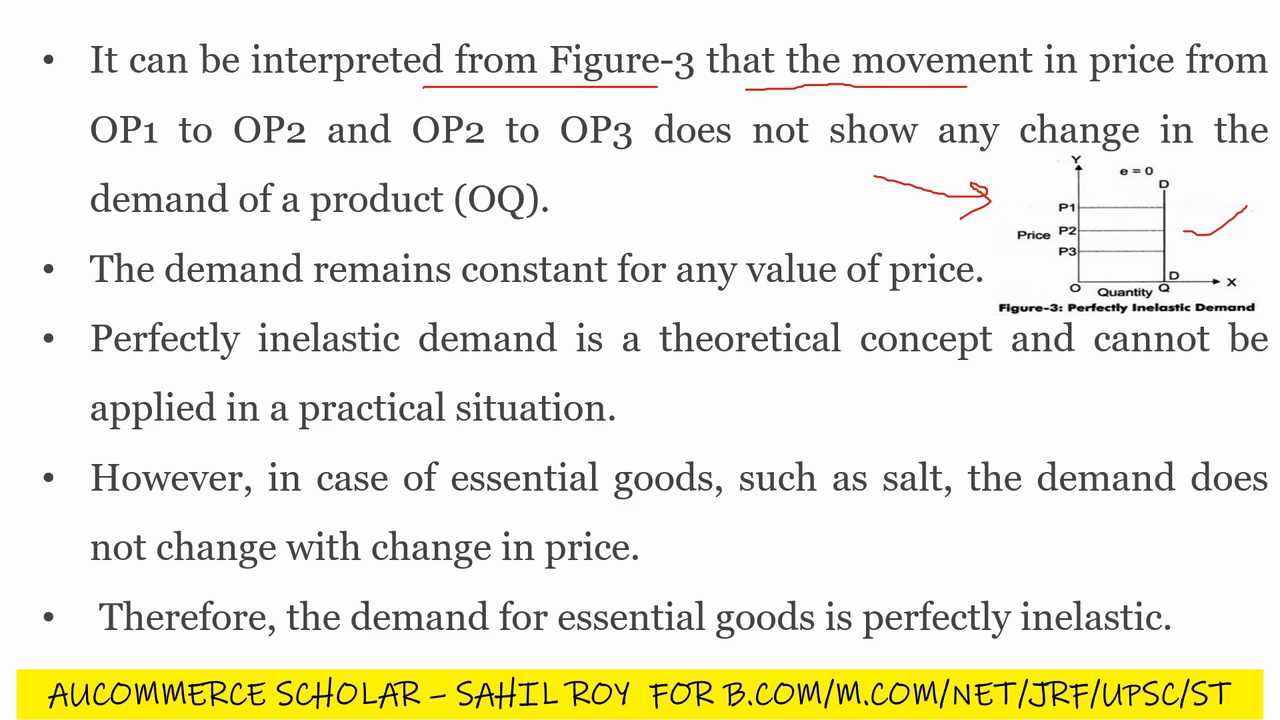 • It can be interpreted from Figure-3 that the movement in price from
OP1 to OP2 and OP2 to OP3 does not show any change in the
demand of a product (OQ).
Y
e = 0
D
P1
Price P2
P3
D
O Quantity Q X
Figure-3: Perfectly Inelastic Demand
• The demand remains constant for any value of price.
• Perfectly inelastic demand is a theoretical concept and cannot be
applied in a practical situation.
• However, in case of essential goods, such as salt, the demand does
not change with change in price.
• Therefore, the demand for essential goods is perfectly inelastic.
AUCOMMERCE SCHOLAR – SAHIL ROY FOR B.COM/M.COM/NET/JRF/UPSC/ST